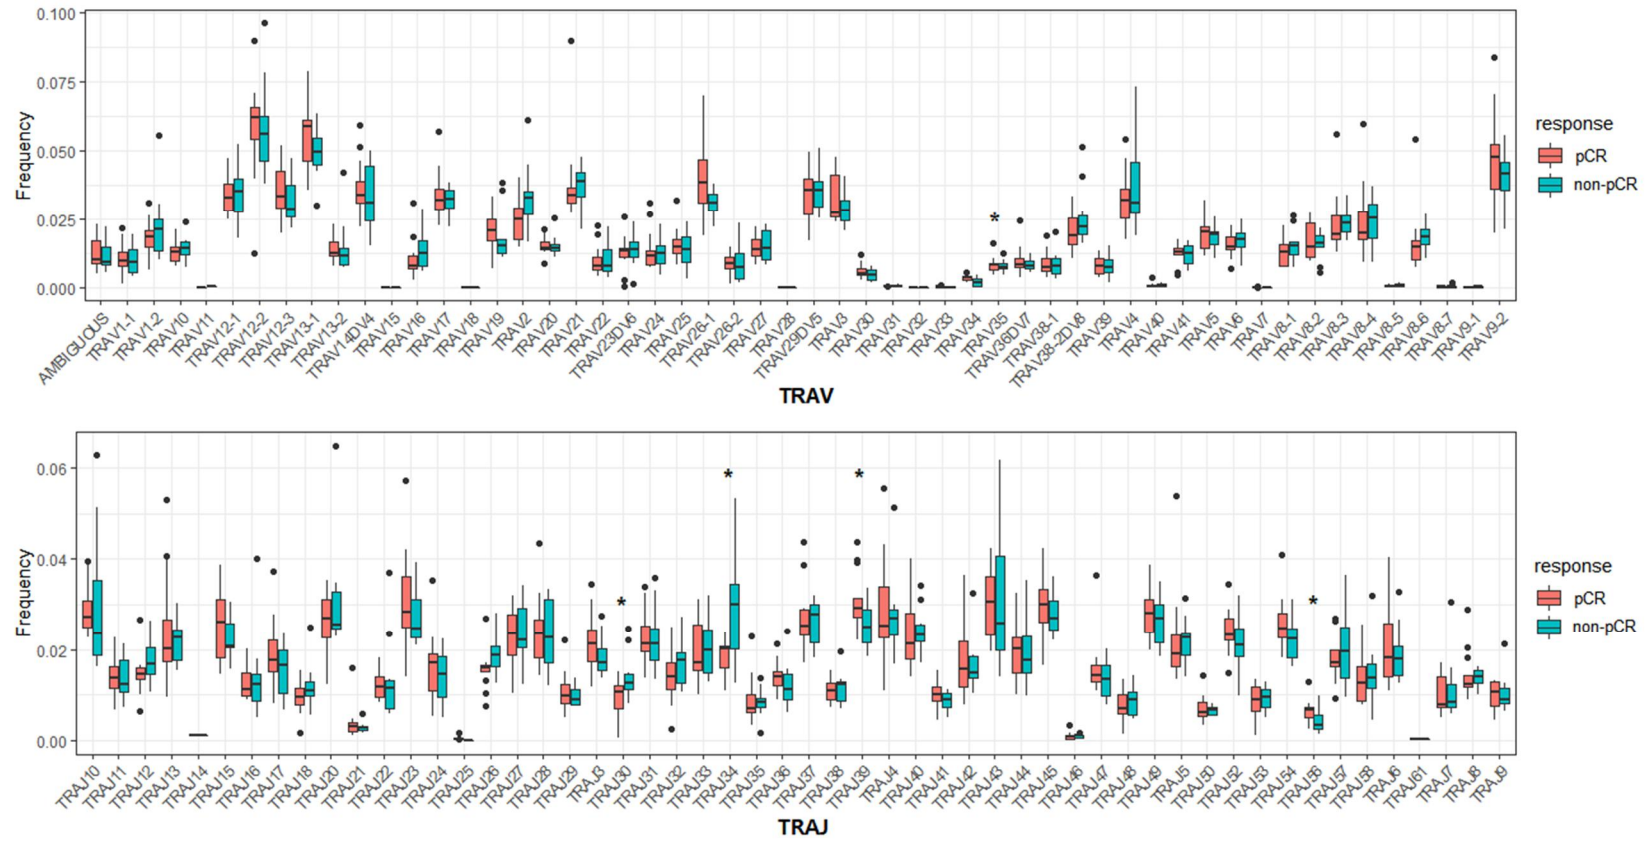 0.100
0.075
0.050
0.025
0.000
Frequency
*
AMBIGUOUS TRAV1-1 TRAV1-2 TRAV10 TRAV11 TRAV12-1 TRAV12-2 TRAV12-3 TRAV13-1 TRAV13-2 TRAV14DV4 TRAV15 TRAV16 TRAV17 TRAV18 TRAV19 TRAV2 TRAV20 TRAV21 TRAV22 TRAV23DV6 TRAV24 TRAV25 TRAV26-1 TRAV26-2 TRAV27 TRAV28 TRAV29DV5 TRAV3 TRAV30 TRAV31 TRAV32 TRAV33 TRAV34 TRAV35 TRAV36DV7 TRAV38-1 TRAV38-2DV8 TRAV39 TRAV4 TRAV40 TRAV41 TRAV5 TRAV6 TRAV7 TRAV8-1 TRAV8-2 TRAV8-3 TRAV8-4 TRAV8-5 TRAV8-6 TRAV8-7 TRAV9-1 TRAV9-2
TRAV
response
pCR
non-pCR
0.06
0.04
0.02
0.00
Frequency
* * * *
TRAJ10 TRAJ11 TRAJ12 TRAJ13 TRAJ14 TRAJ15 TRAJ16 TRAJ17 TRAJ18 TRAJ20 TRAJ21 TRAJ22 TRAJ23 TRAJ24 TRAJ25 TRAJ26 TRAJ27 TRAJ28 TRAJ29 TRAJ3 TRAJ30 TRAJ31 TRAJ32 TRAJ33 TRAJ34 TRAJ35 TRAJ36 TRAJ37 TRAJ38 TRAJ39 TRAJ4 TRAJ40 TRAJ41 TRAJ42 TRAJ43 TRAJ44 TRAJ45 TRAJ46 TRAJ47 TRAJ48 TRAJ49 TRAJ5 TRAJ50 TRAJ52 TRAJ53 TRAJ54 TRAJ56 TRAJ57 TRAJ58 TRAJ6 TRAJ61 TRAJ7 TRAJ8 TRAJ9
TRAJ
response
pCR
non-pCR